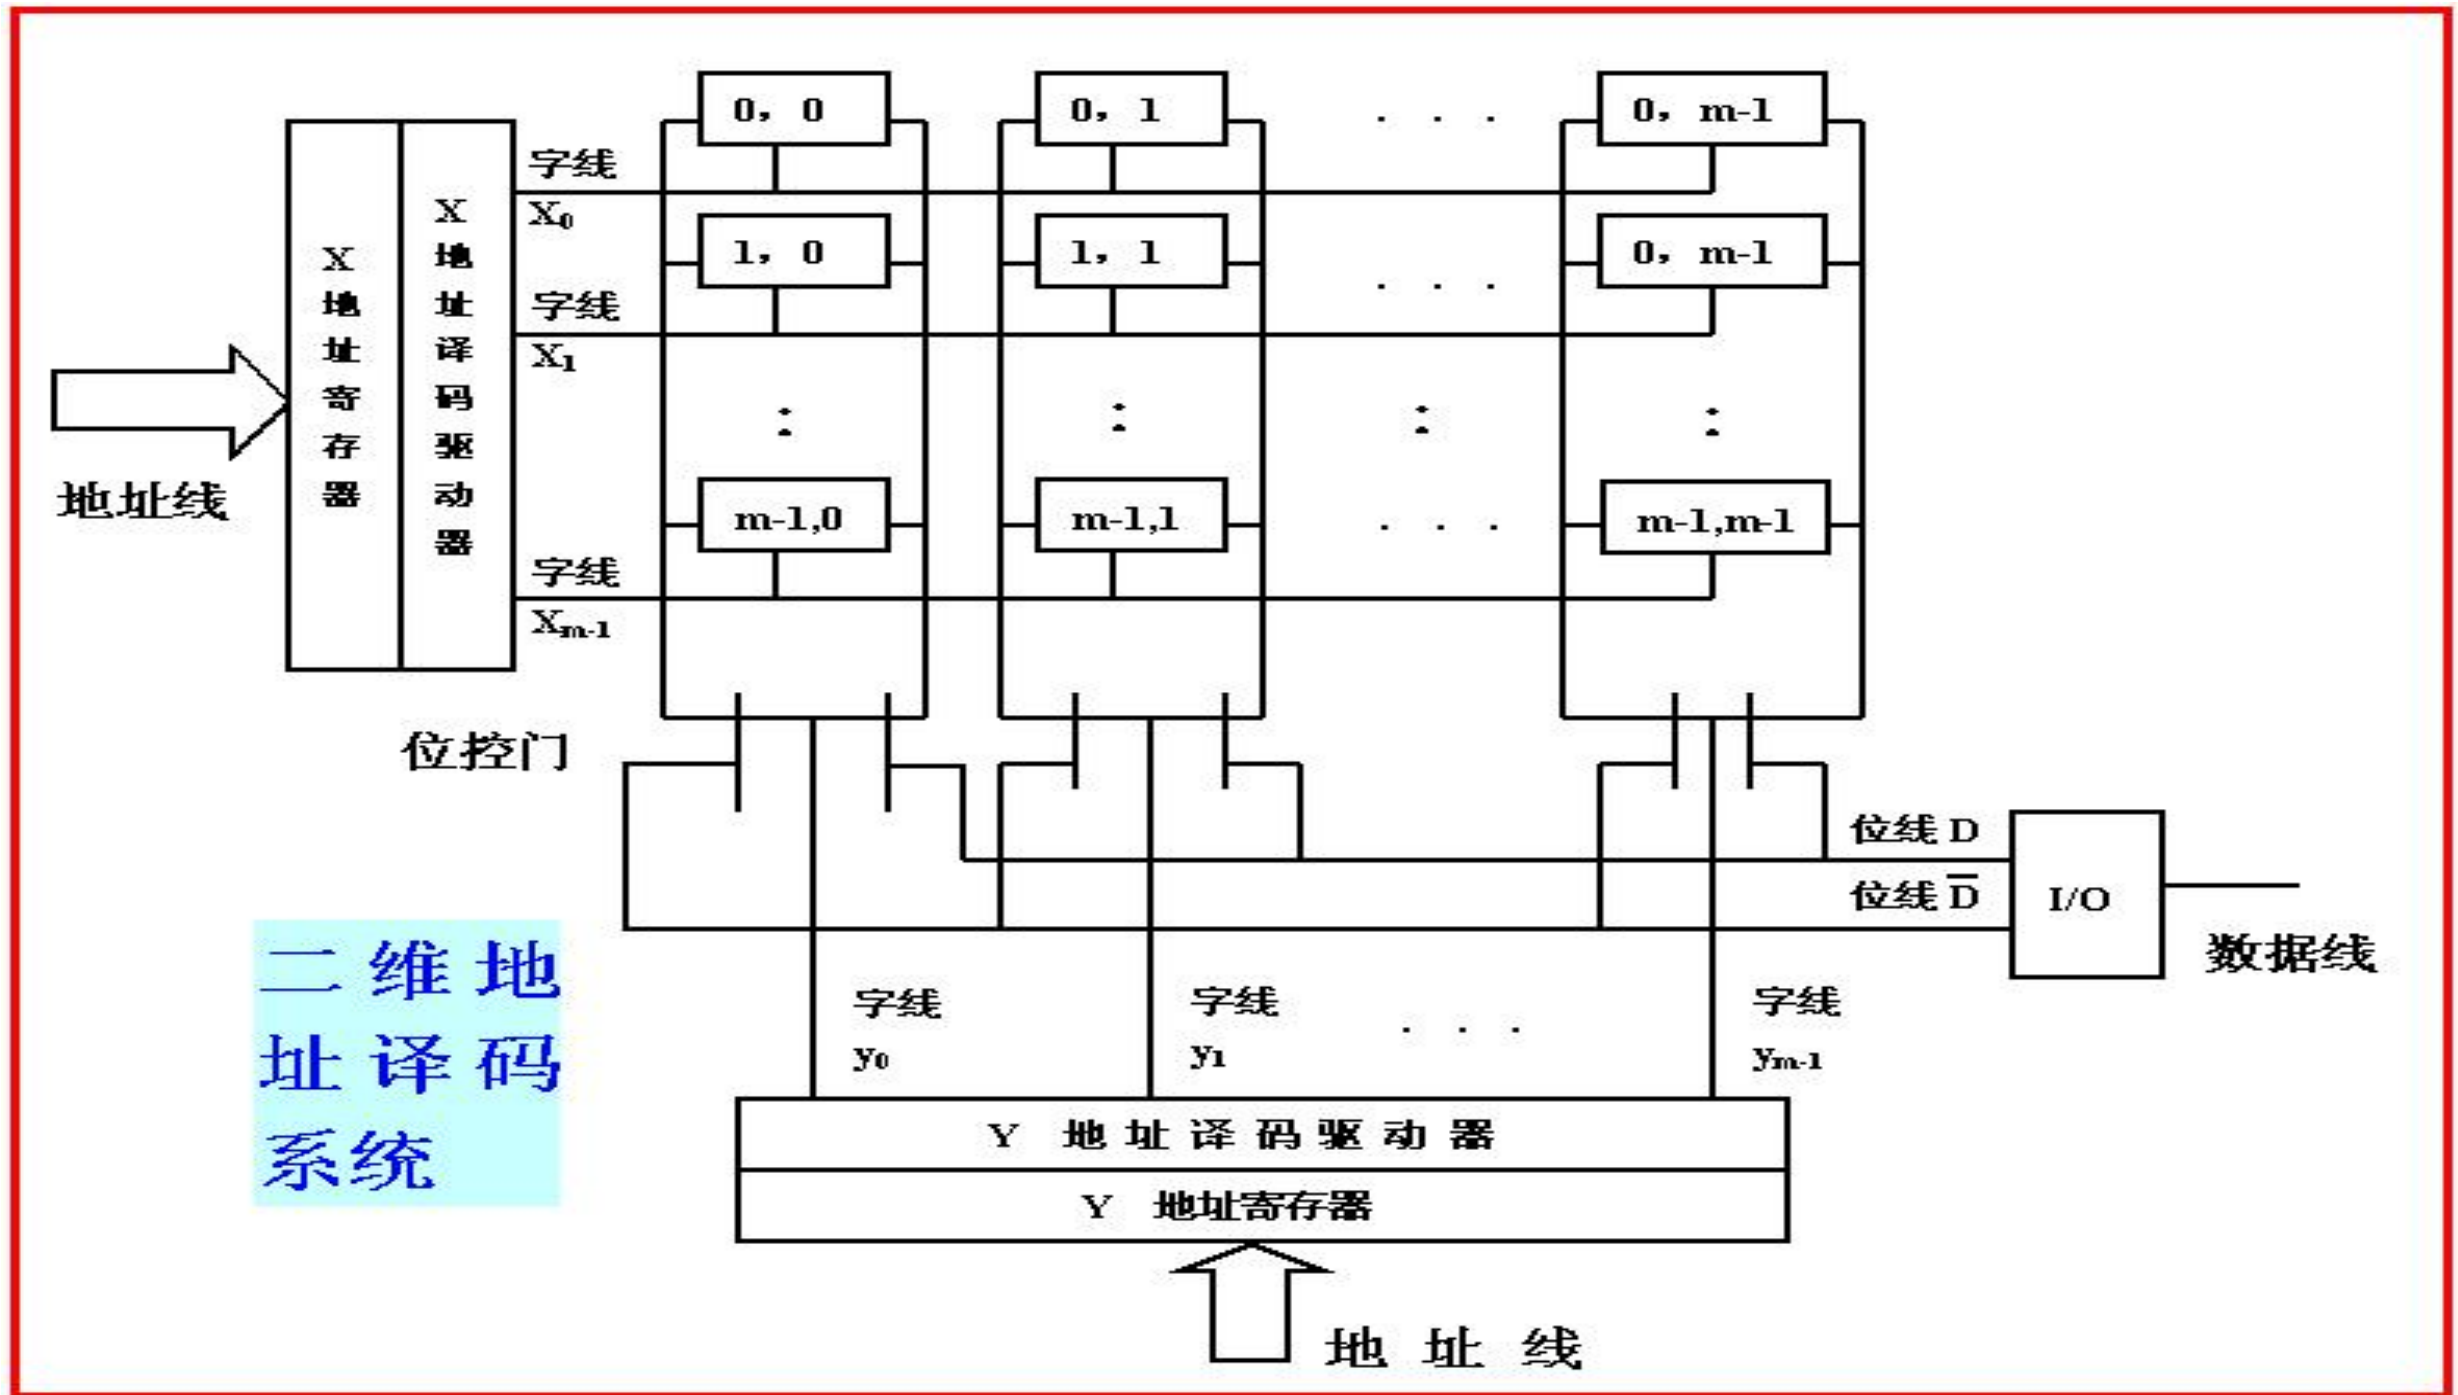 0，0
0，1
. . .
0，m-1
字线
X0
1，0
1，1
. . .
0，m-1
字线
X1
X地址寄存器
X地址译码驱动器
地址线
m-1,0
m-1,1
. . .
m-1,m-1
字线
Xm-1
位控门
位线 D
位线 D̅
I/O
数据线
二维地
址译码
系统
字线
y0
字线
y1
. . .
字线
ym-1
Y 地址译码驱动器
Y 地址寄存器
地址线